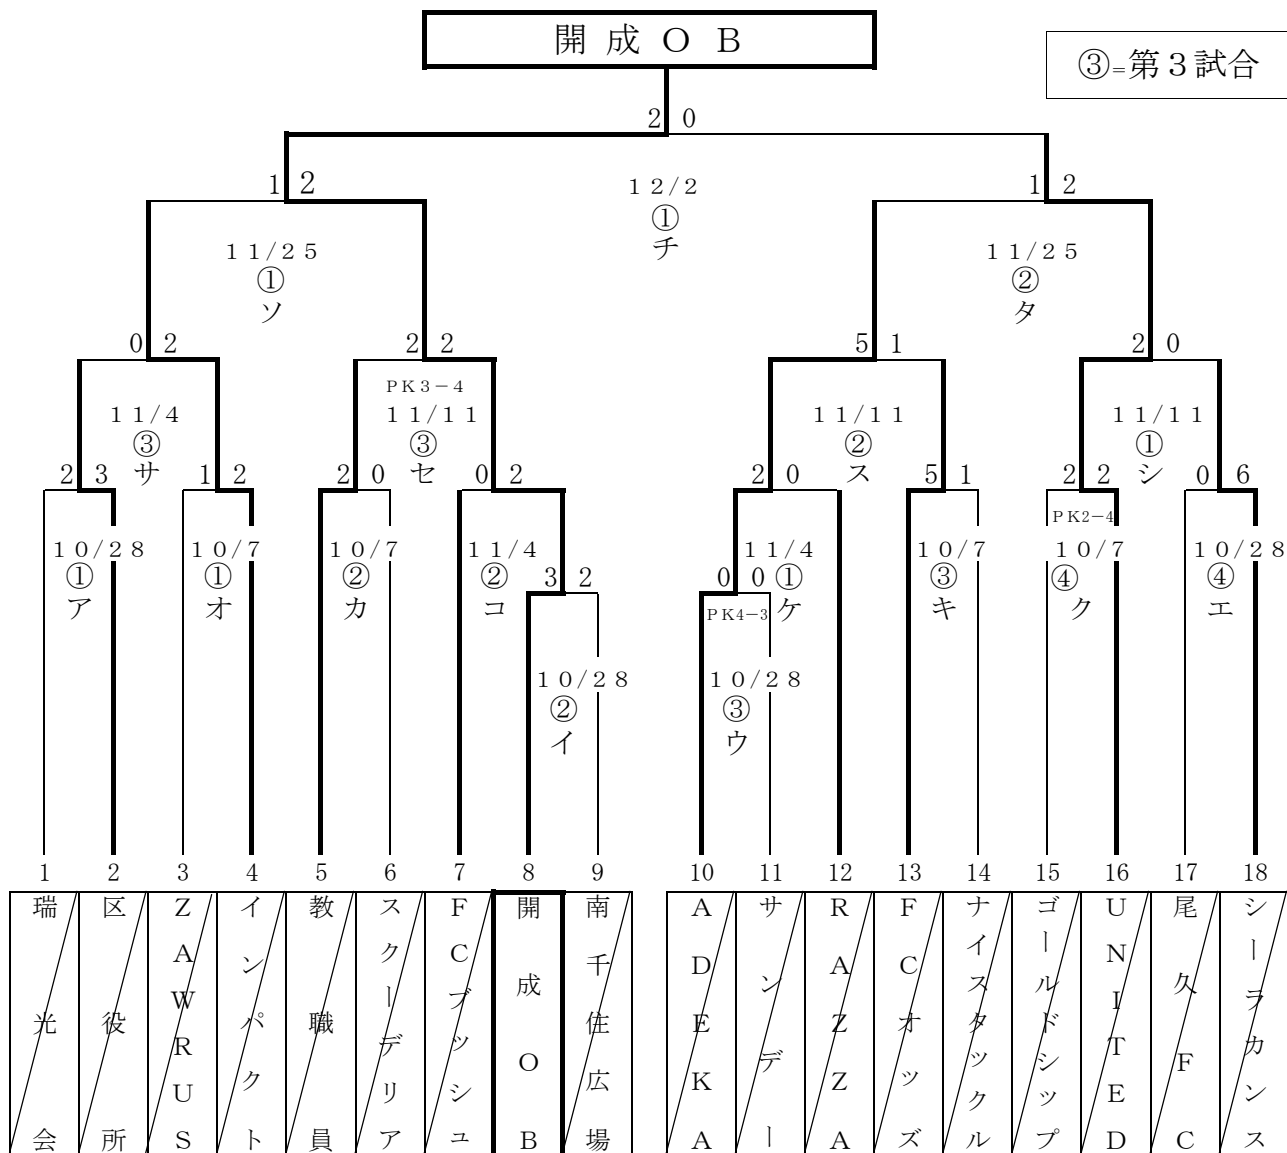 開成ＯＢ
③=第３試合
２ ０
１ ２
１２/２
①
チ
１ ２
１１/２５
①
ソ
１１/２５
②
タ
０ ２
２ ２
５ １
２ ０
１１/４
③
サ
ＰＫ３－４
１１/１１
③
セ
１１/１１
②
ス
１１/１１
①
シ
２ ３
１ ２
２ ０
０ ２
２ ０
５ １
２ ２
０ ６
１０/２８
①
ア
１０/７
①
オ
１０/７
②
カ
１１/４
②
コ
１１/４
①
ケ
１０/７
③
キ
ＰＫ2－4
１０/７
④
ク
１０/２８
④
エ
３ ２
０ ０
１０/２８
②
イ
ＰＫ4－3
１０/２８
③
ウ
1 2 3 4 5 6 7 8 9 10 11 12 13 14 15 16 17 18
瑞光会
区役所
ＺＡＷＲＵＳ
インパクト
教職員
スクーデリア
ＦＣブッシュ
開成ＯＢ
南千住広場
ＡＤＥＫＡ
サンデー
ＲＡＺＺＡ
ＦＣオッズ
ナイスタックル
ゴールドシップ
ＵＮＩＴＥＤ
尾久ＦＣ
シーラカンス